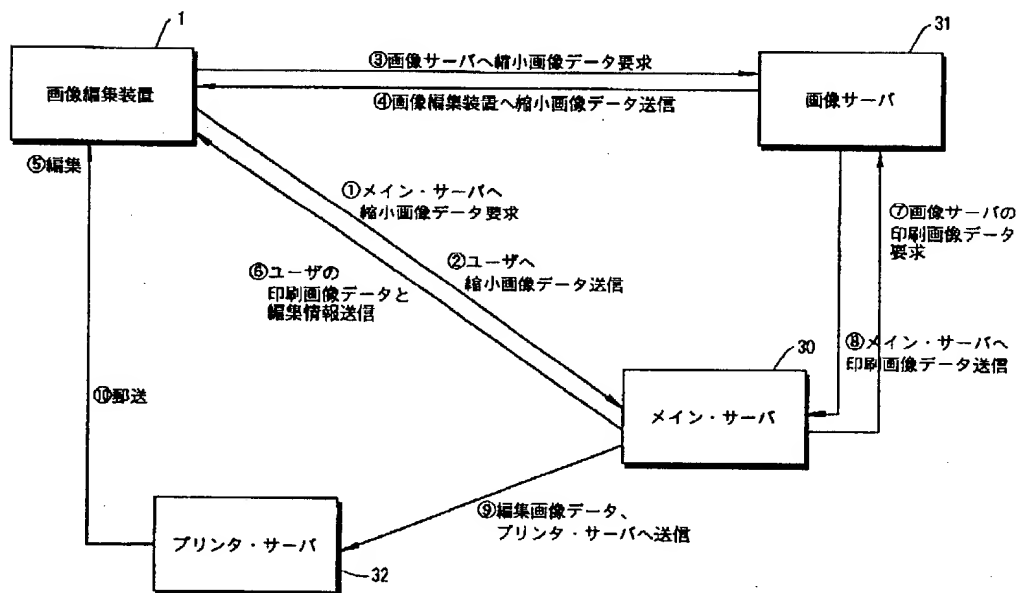 1
31
③画像サーバへ縮小画像データ要求
画像編集装置
画像サーバ
④画像編集装置へ縮小画像データ送信
⑤編集
①メイン・サーバへ
縮小画像データ要求
⑦画像サーバの
印刷画像データ
要求
②ユーザへ
縮小画像データ送信
⑥ユーザの
印刷画像データと
編集情報送信
30
⑧メイン・サーバへ
印刷画像データ送信
⑩郵送
メイン・サーバ
⑨編集画像データ、
プリンタ・サーバへ送信
プリンタ・サーバ
32